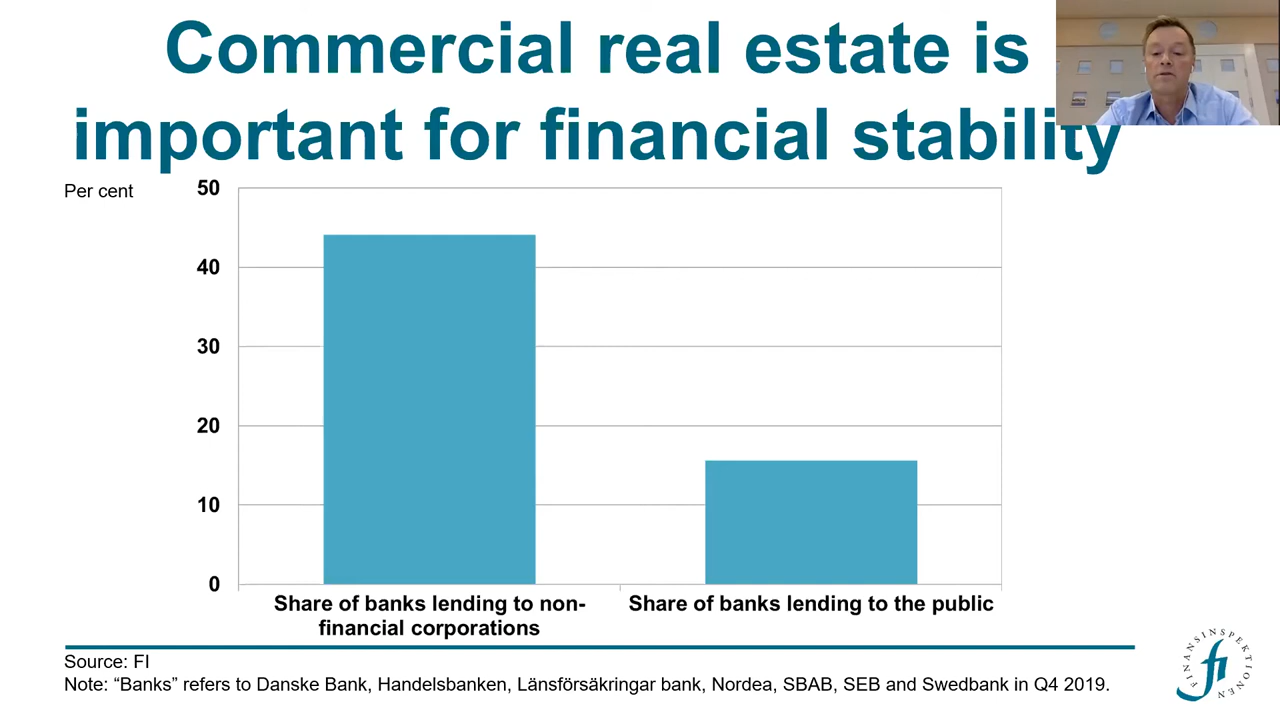 Commercial real estate is
important for financial stability
Per cent
50
40
30
20
10
0
Share of banks lending to non-
financial corporations
Share of banks lending to the public
Source: FI
Note: “Banks” refers to Danske Bank, Handelsbanken, Länsförsäkringar bank, Nordea, SBAB, SEB and Swedbank in Q4 2019.
FINANSINSPEKTIONEN
fi